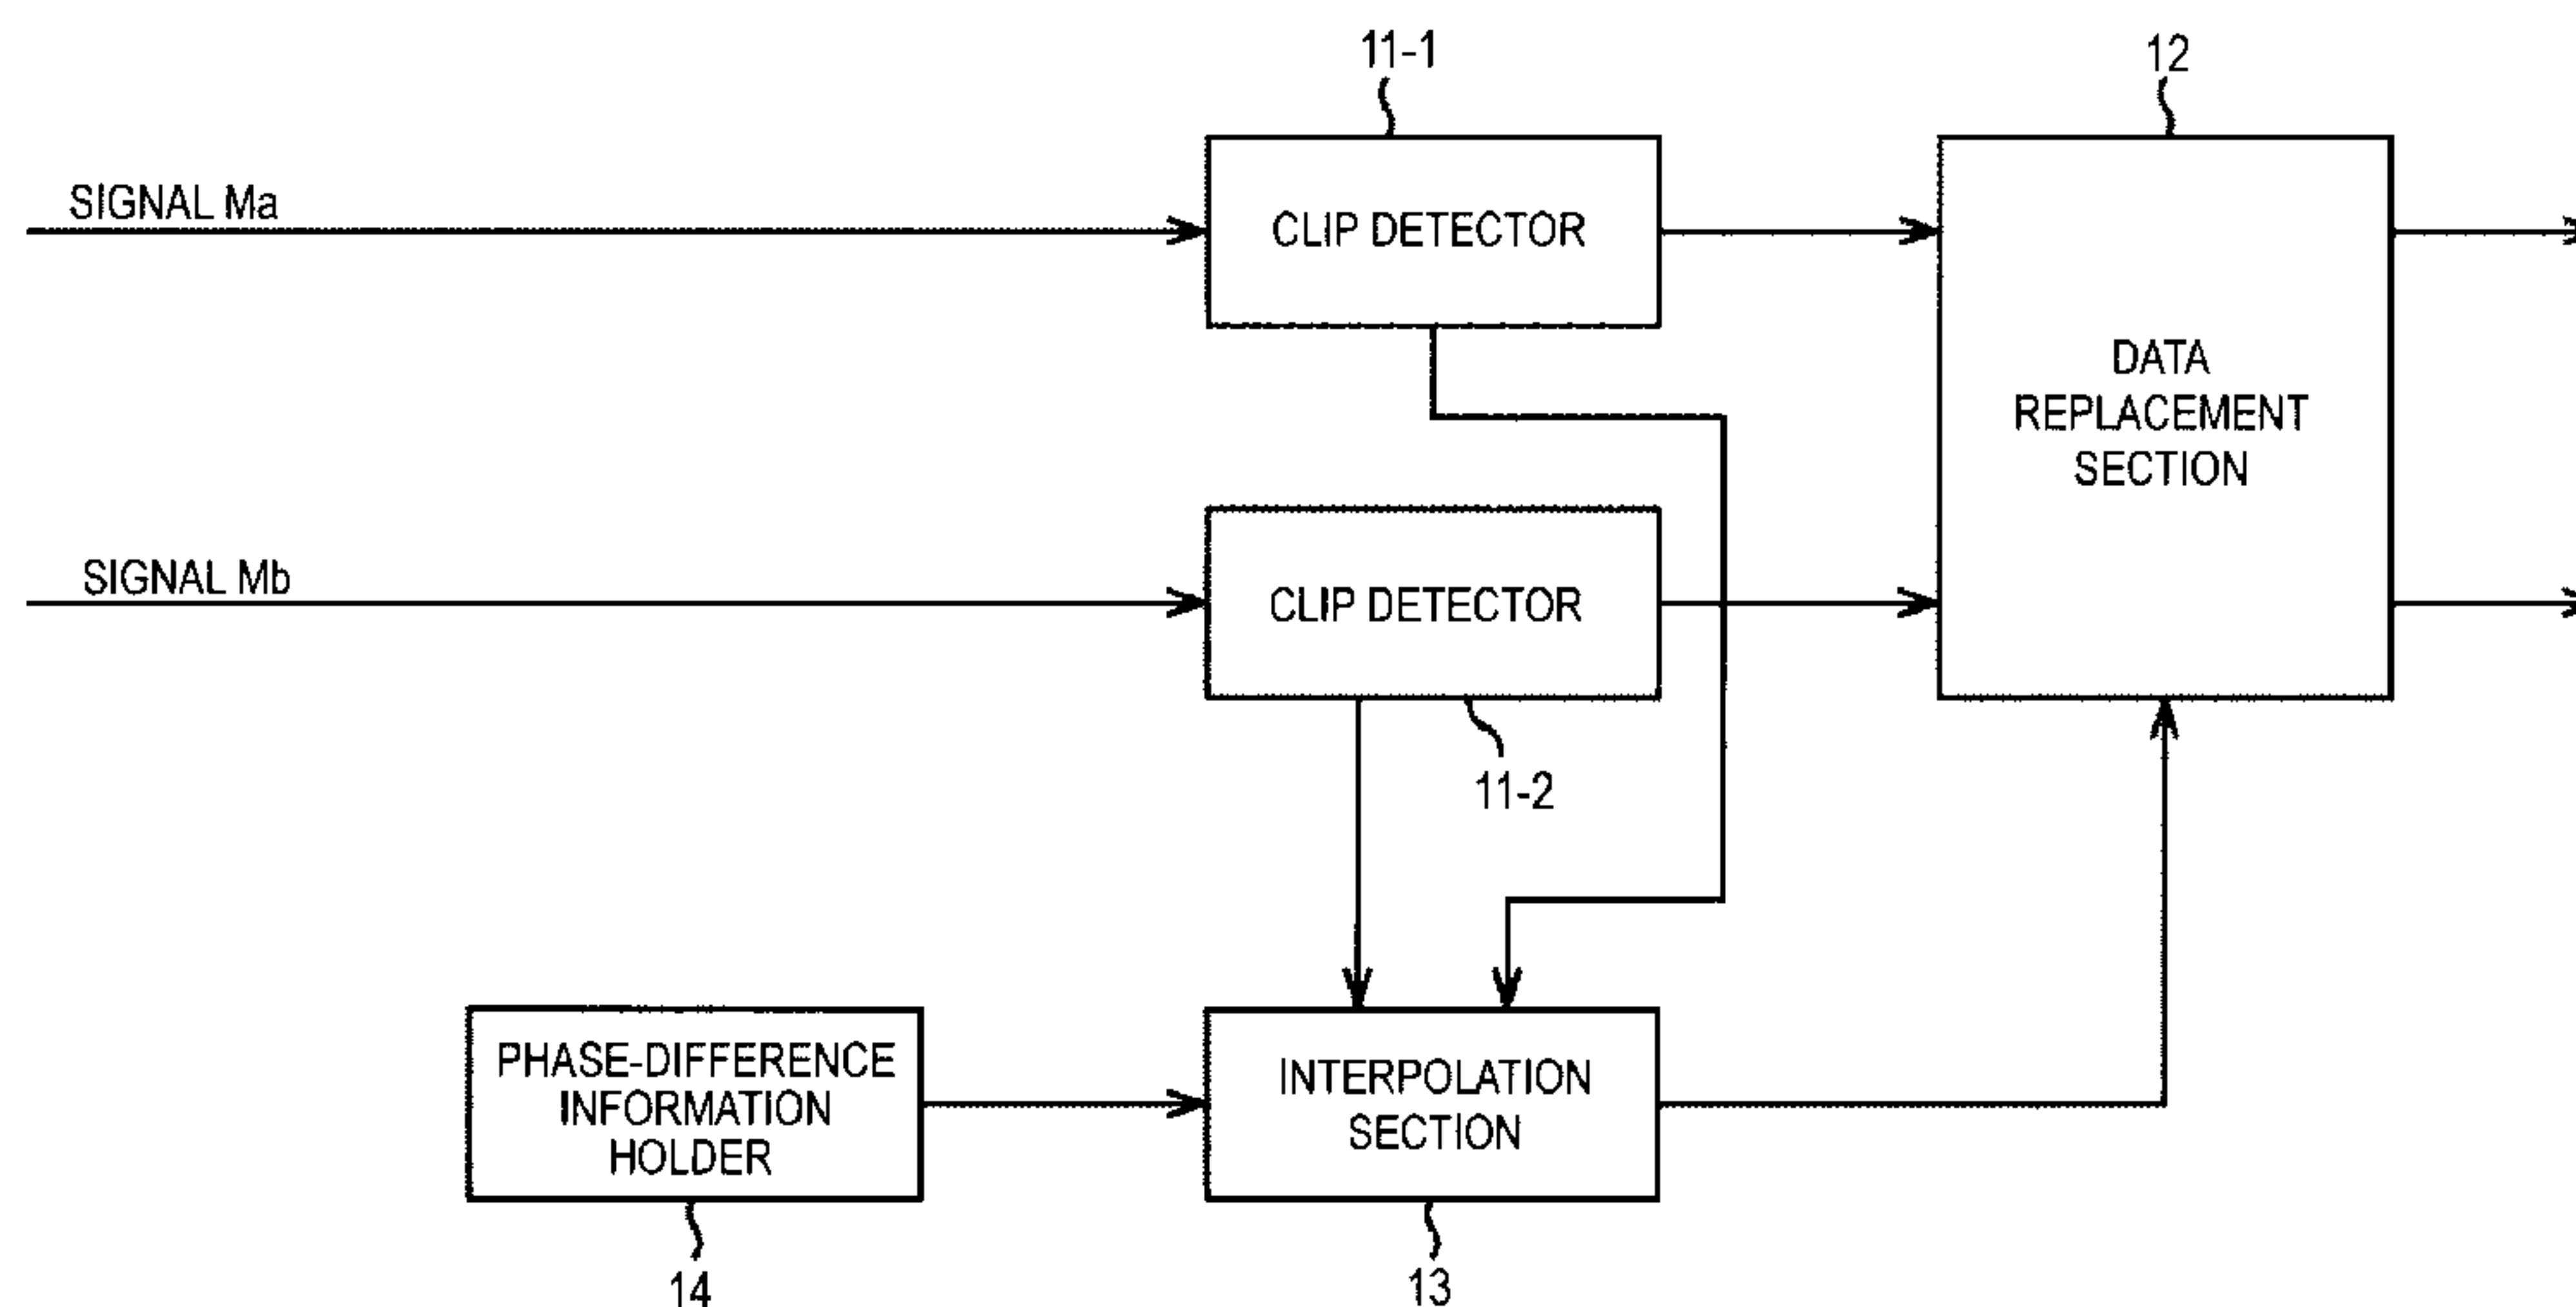 11-1
12
SIGNAL Ma
CLIP DETECTOR
DATA
REPLACEMENT
SECTION
SIGNAL Mb
CLIP DETECTOR
11-2
PHASE-DIFFERENCE
INFORMATION
HOLDER
INTERPOLATION
SECTION
14
13